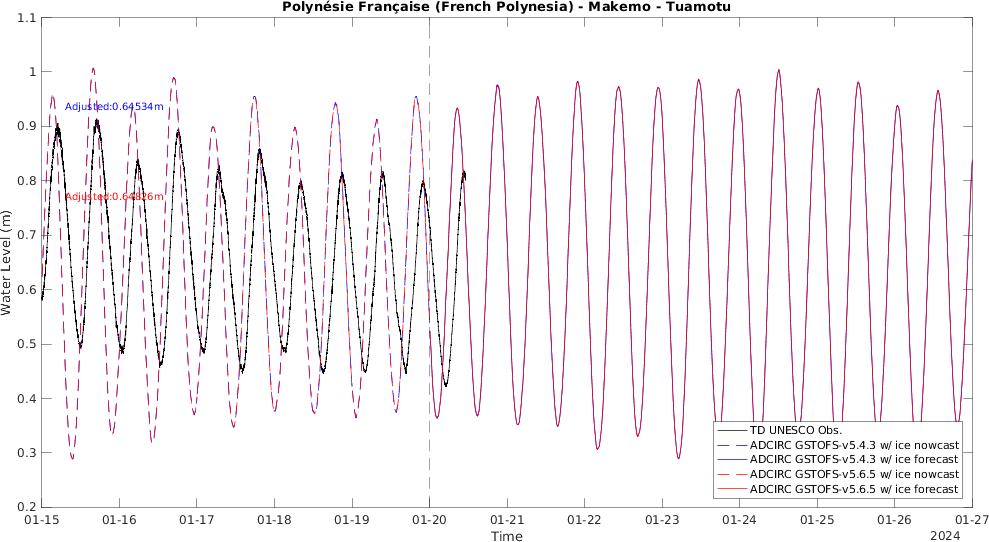 Polynésie Française (French Polynesia) - Makemo - Tuamotu
1.1
1
0.9
0.8
0.7
0.6
0.5
0.4
0.3
0.2
Water Level (m)
Adjusted:0.64534m
Adjusted:0.64826m
TD UNESCO Obs.
ADCIRC GSTOFS-v5.4.3 w/ ice nowcast
ADCIRC GSTOFS-v5.4.3 w/ ice forecast
ADCIRC GSTOFS-v5.6.5 w/ ice nowcast
ADCIRC GSTOFS-v5.6.5 w/ ice forecast
01-15 01-16 01-17 01-18 01-19 01-20 01-21 01-22 01-23 01-24 01-25 01-26 01-27
Time
2024